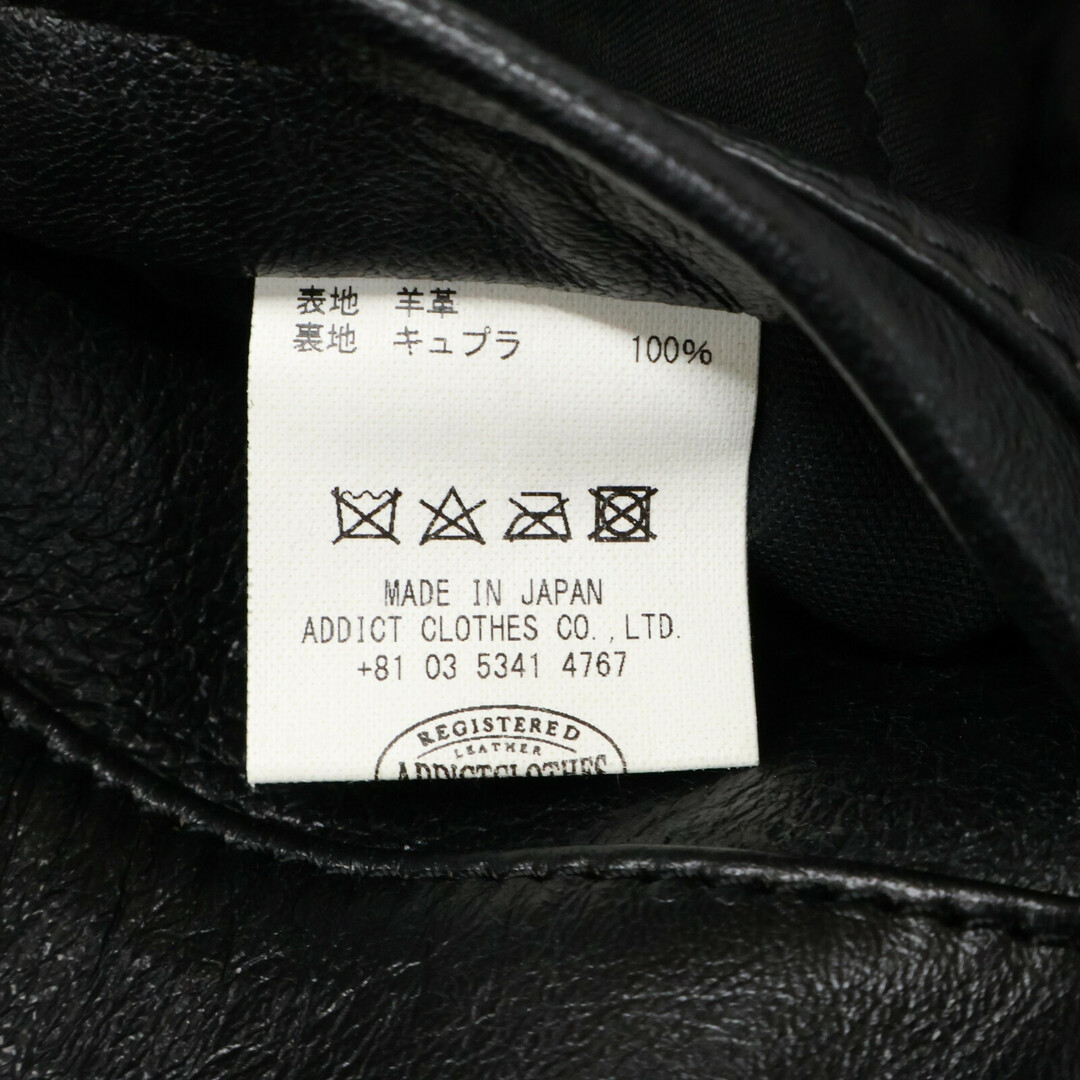 表地 羊革
裏地 キュプラ 100%
MADE IN JAPAN
ADDICT CLOTHES CO.,LTD.
+81 03 5341 4767
REGISTERED
LEATHER
ADDICTCLOTHES